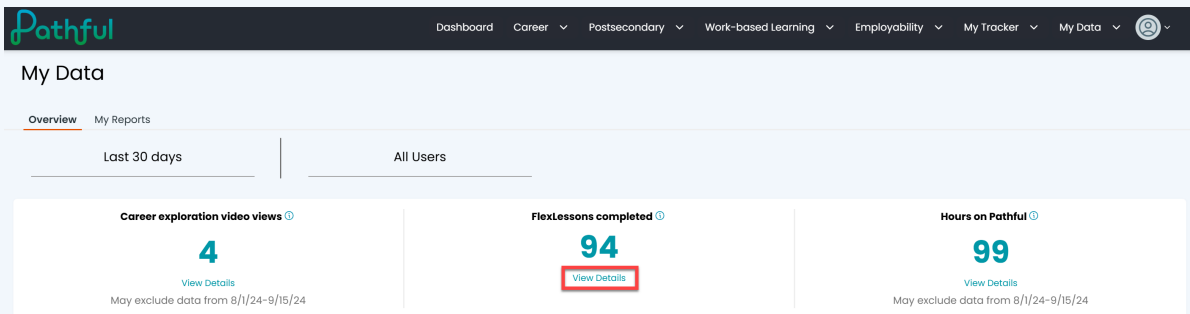 Pathful
Dashboard Career Postsecondary Work-based Learning Employability My Tracker My Data
My Data
Overview My Reports
Last 30 days All Users
Career exploration video views
4
View Details
May exclude data from 8/1/24-9/15/24
FlexLessons completed
94
View Details
Hours on Pathful
99
View Details
May exclude data from 8/1/24-9/15/24